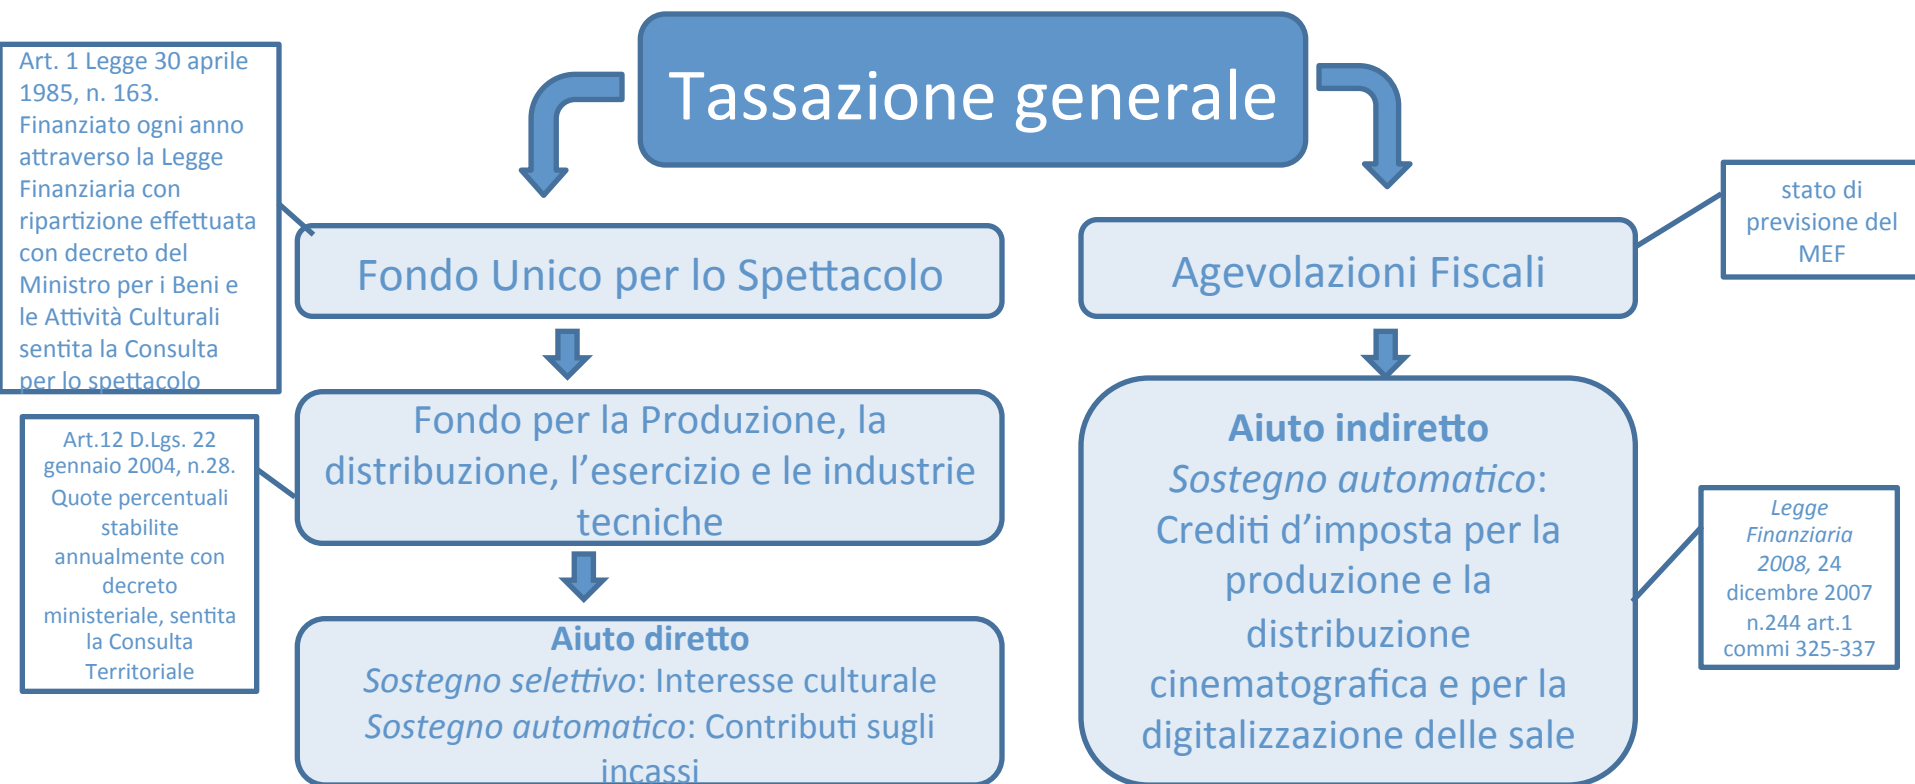 Tassazione generale
Art. 1 Legge 30 aprile
1985, n. 163.
Finanziato ogni anno
attraverso la Legge
Finanziaria con
ripartizione effettuata
con decreto del
Ministro per i Beni e
le Attività Culturali
sentita la Consulta
per lo spettacolo
Fondo Unico per lo Spettacolo
Agevolazioni Fiscali
stato di
previsione del
MEF
Art.12 D.Lgs. 22
gennaio 2004, n.28.
Quote percentuali
stabilite
annualmente con
decreto
ministeriale, sentita
la Consulta
Territoriale
Fondo per la Produzione, la
distribuzione, l’esercizio e le industrie
tecniche
Aiuto diretto
Sostegno selettivo: Interesse culturale
Sostegno automatico: Contributi sugli
incassi
Aiuto indiretto
Sostegno automatico:
Crediti d’imposta per la
produzione e la
distribuzione
cinematografica e per la
digitalizzazione delle sale
Legge
Finanziaria
2008, 24
dicembre 2007
n.244 art.1
commi 325-337